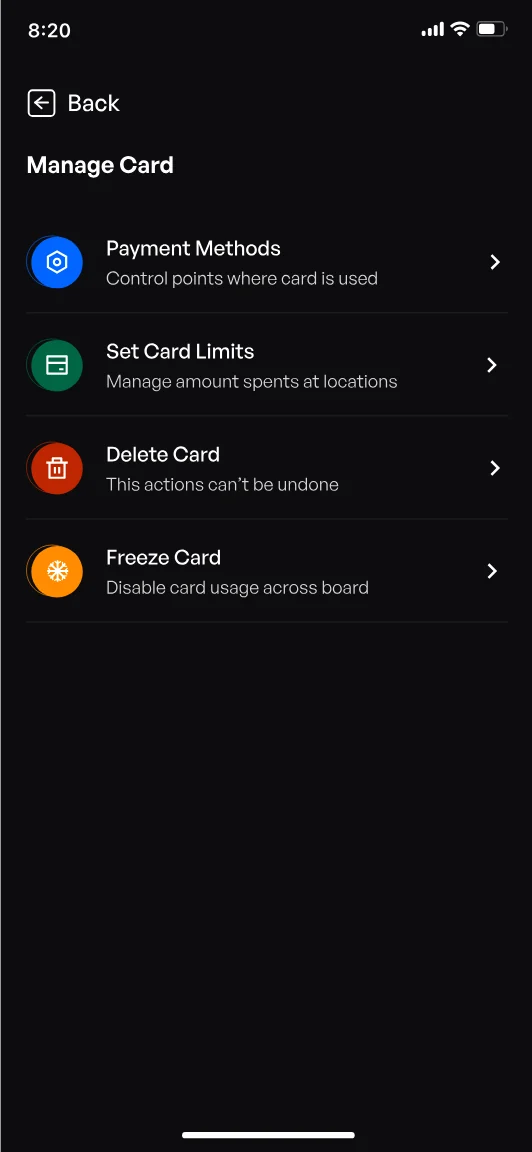 8:20
Back
Manage Card
Payment Methods
Control points where card is used
Set Card Limits
Manage amount spents at locations
Delete Card
This actions can’t be undone
Freeze Card
Disable card usage across board